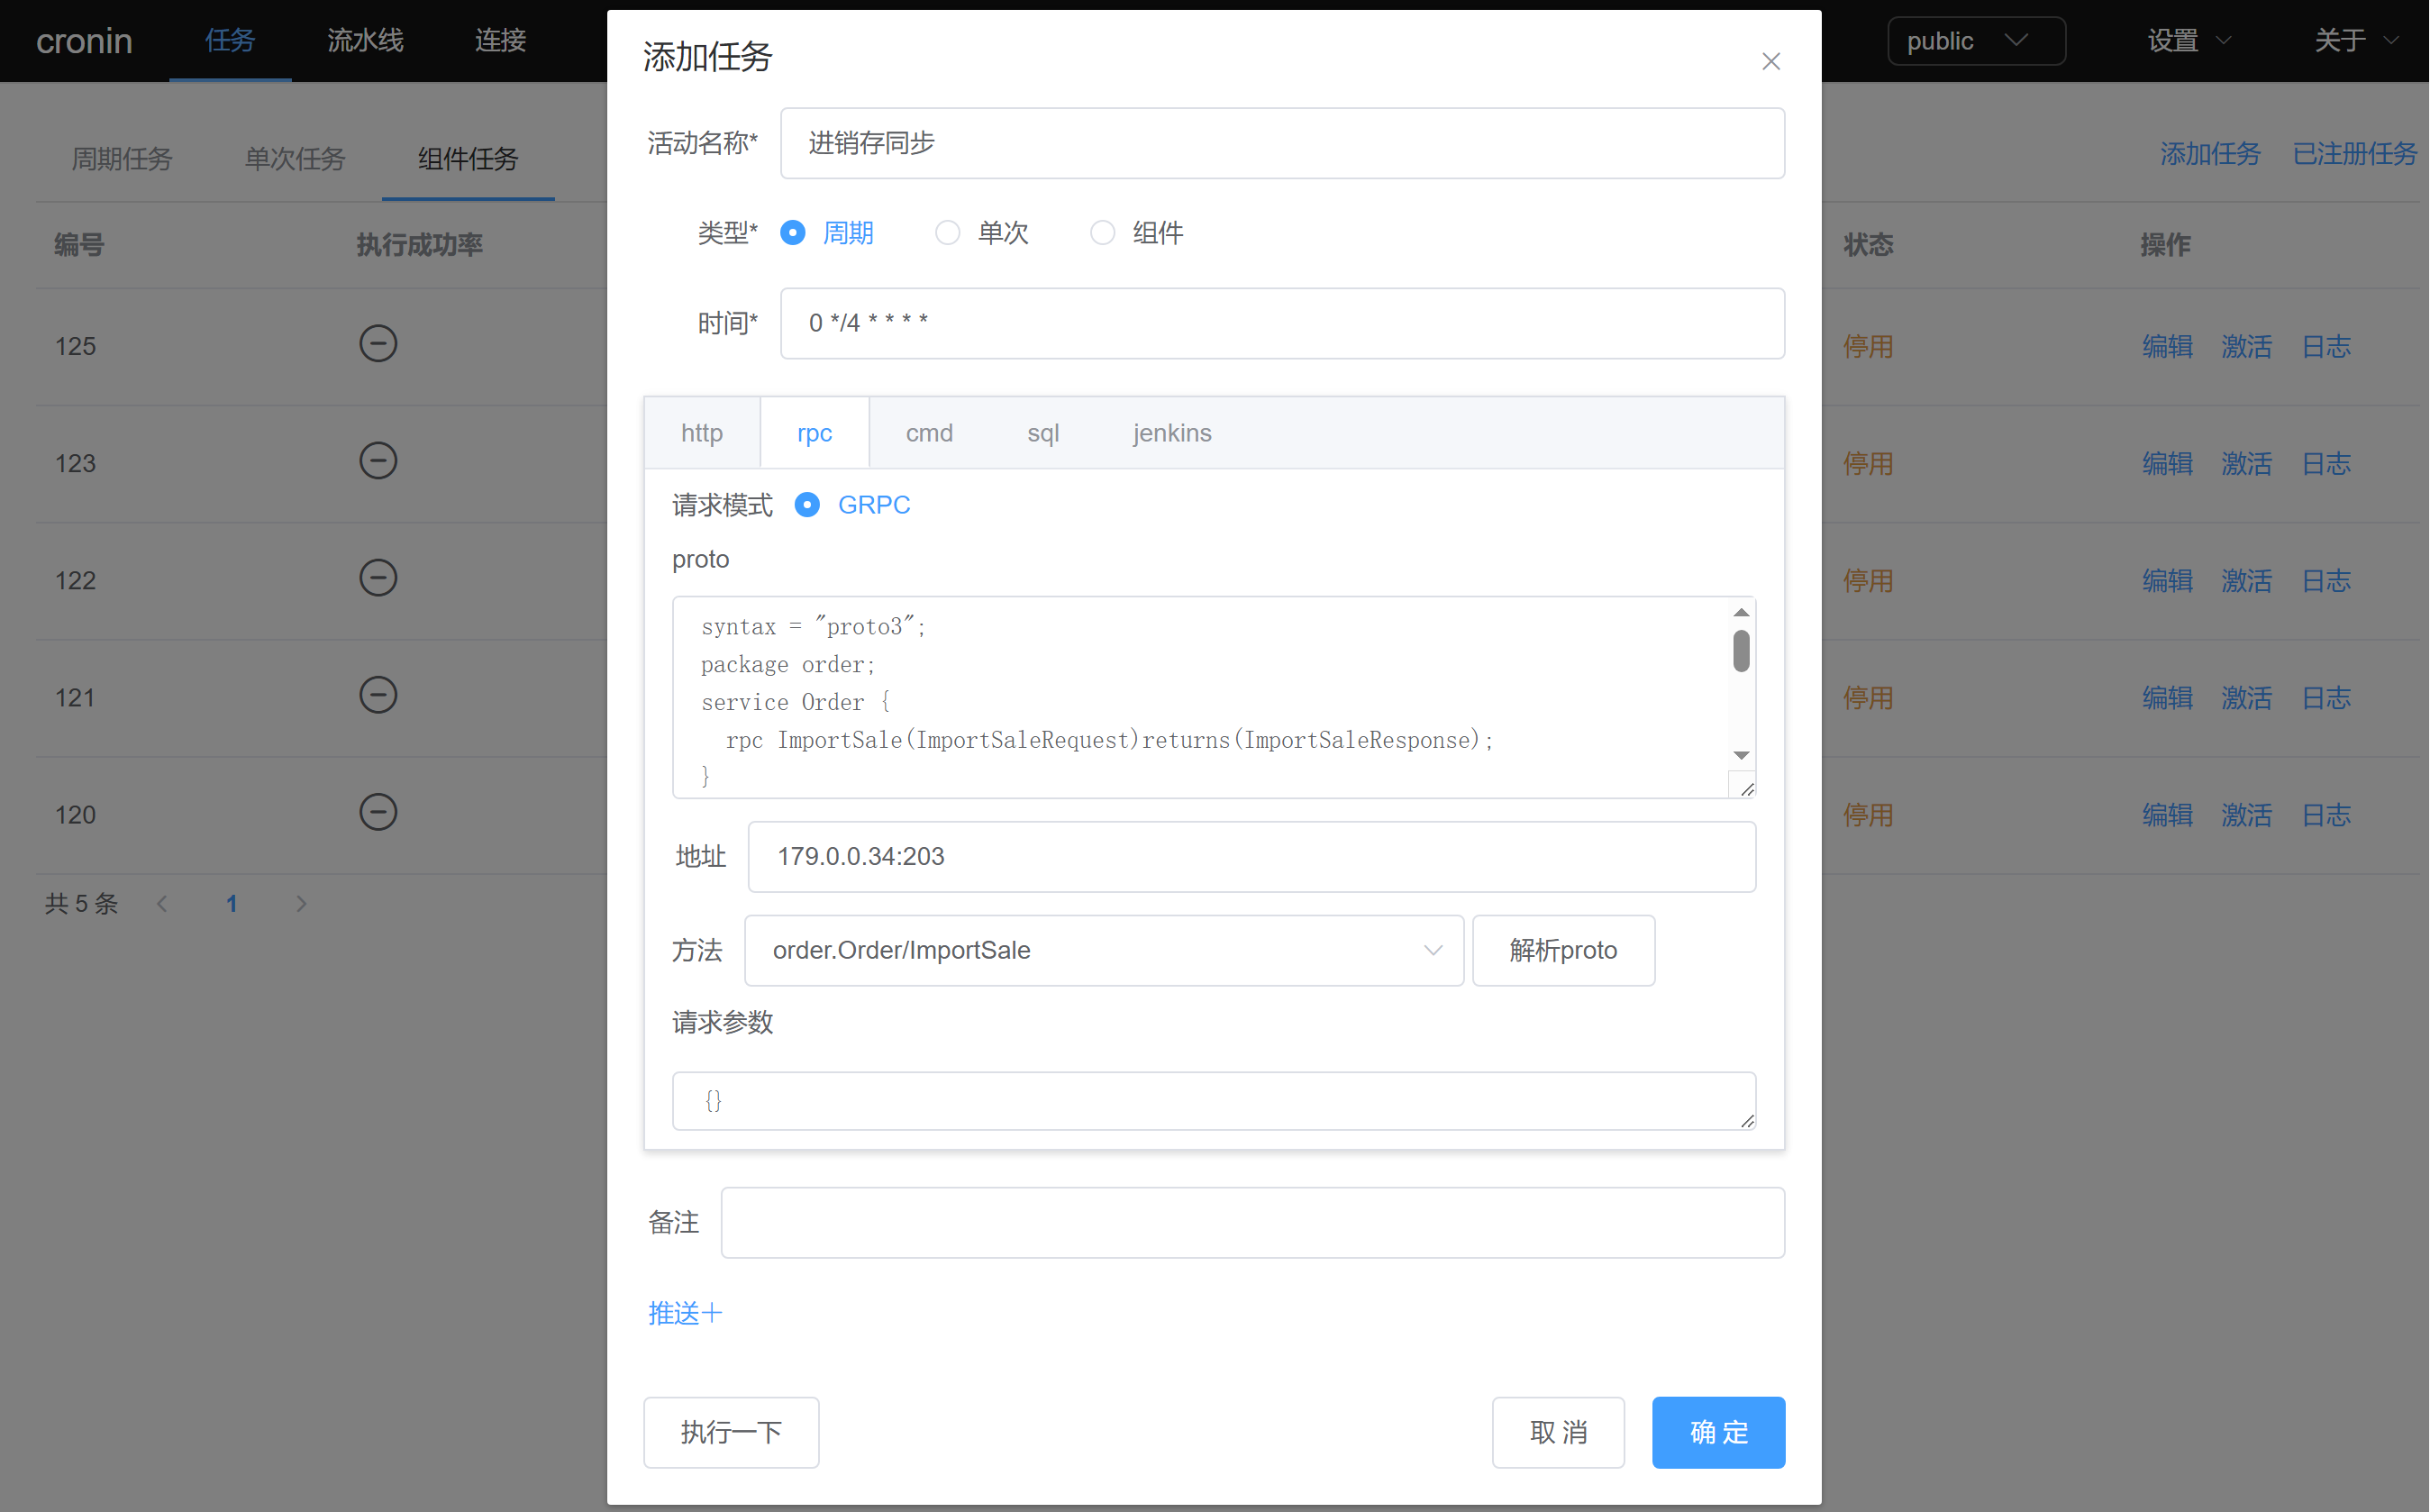 cronin 任务 流水线 连接 public 设置 关于
添加任务
活动名称* 进销存同步
周期任务 单次任务 组件任务 添加任务 已注册任务
类型* 周期 单次 组件
编号 执行成功率 状态 操作
时间* 0 */4 * * * *
125 停用 编辑 激活 日志
http rpc cmd sql jenkins
123 停用 编辑 激活 日志
请求模式 GRPC
proto
122 停用 编辑 激活 日志
syntax = "proto3";
package order;
service Order {
rpc ImportSale(ImportSaleRequest)returns(ImportSaleResponse);
}
121 停用 编辑 激活 日志
120 停用 编辑 激活 日志
地址 179.0.0.34:203
共 5 条 1
方法 order.Order/ImportSale 解析proto
请求参数
{}
备注
推送
执行一下 取 消 确 定